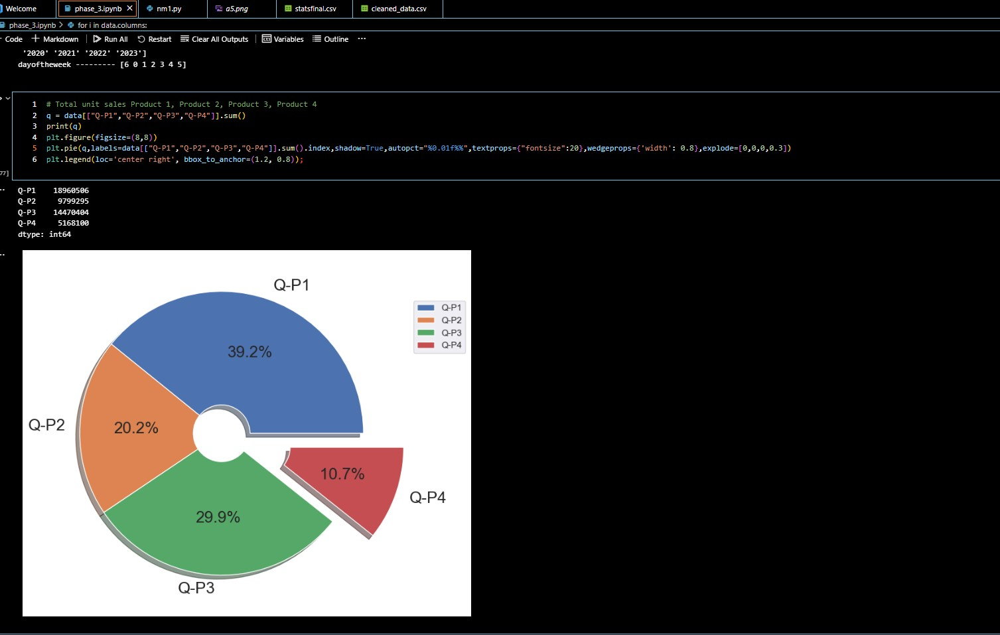 Welcome phase_3.ipynb nm1.py a5.png statsfinal.csv cleaned_data.csv
phase_3.ipynb > for i in data.columns:
Code + Markdown Run All Restart Clear All Outputs Variables Outline ...
'2020' '2021' '2022' '2023']
dayoftheweek --------- [6 0 1 2 3 4 5]
1 # Total unit sales Product 1, Product 2, Product 3, Product 4
2 q = data[["Q-P1","Q-P2","Q-P3","Q-P4"]].sum()
3 print(q)
4 plt.figure(figsize=(8,8))
5 plt.pie(q,labels=data[["Q-P1","Q-P2","Q-P3","Q-P4"]].sum().index,shadow=True,autopct="%0.01f%%",textprops={"fontsize":20},wedgeprops={'width': 0.8},explode=[0,0,0,0.3])
6 plt.legend(loc='center right', bbox_to_anchor=(1.2, 0.8));
77]
Q-P1 18960506
Q-P2 9799295
Q-P3 14470404
Q-P4 5168100
dtype: int64
Q-P1
Q-P1
Q-P2
Q-P3
Q-P4
39.2%
Q-P2
20.2%
10.7%
Q-P4
29.9%
Q-P3